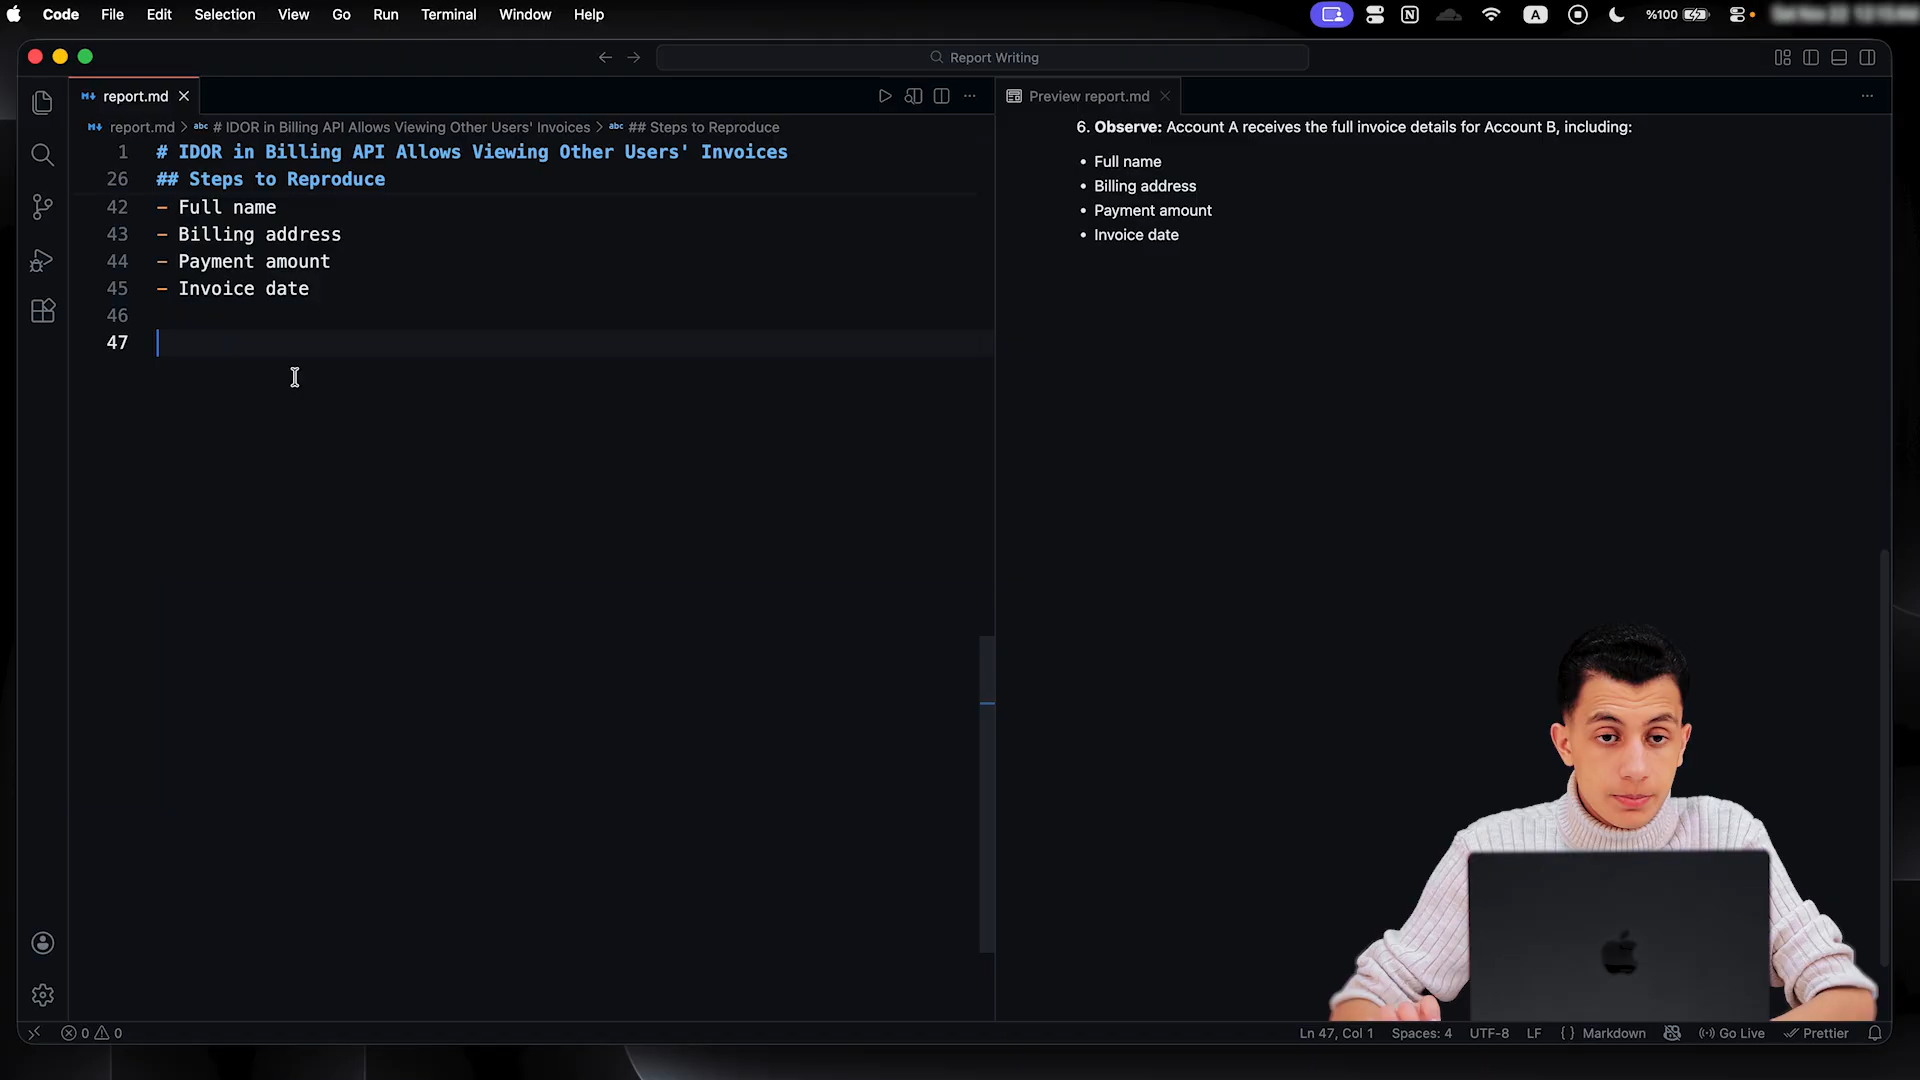 Code File Edit Selection View Go Run Terminal Window Help A %100
Report Writing
report.md
Preview report.md
report.md > # IDOR in Billing API Allows Viewing Other Users' Invoices > ## Steps to Reproduce
1 # IDOR in Billing API Allows Viewing Other Users' Invoices
26 ## Steps to Reproduce
42 - Full name
43 - Billing address
44 - Payment amount
45 - Invoice date
46
47
6. Observe: Account A receives the full invoice details for Account B, including:
• Full name
• Billing address
• Payment amount
• Invoice date
0 0
Ln 47, Col 1 Spaces: 4 UTF-8 LF {} Markdown Go Live Prettier